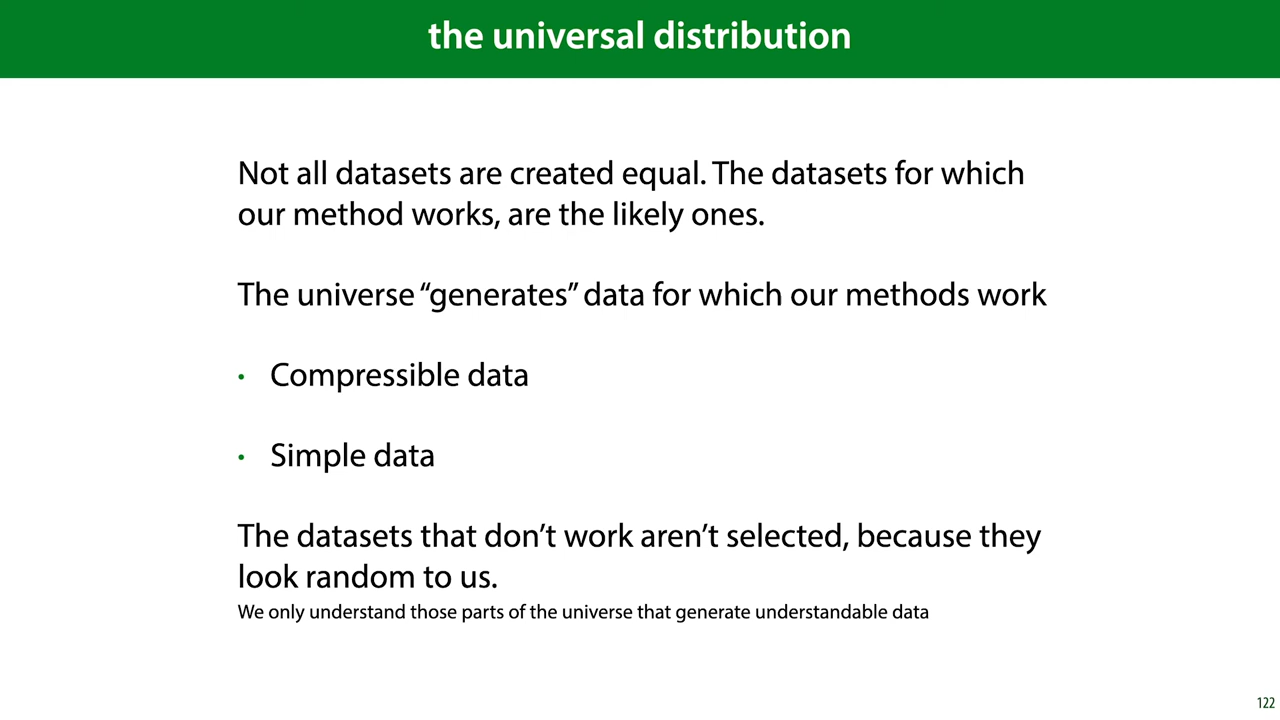 the universal distribution
Not all datasets are created equal. The datasets for which
our method works, are the likely ones.
The universe “generates” data for which our methods work
• Compressible data
• Simple data
The datasets that don’t work aren’t selected, because they
look random to us.
We only understand those parts of the universe that generate understandable data
122